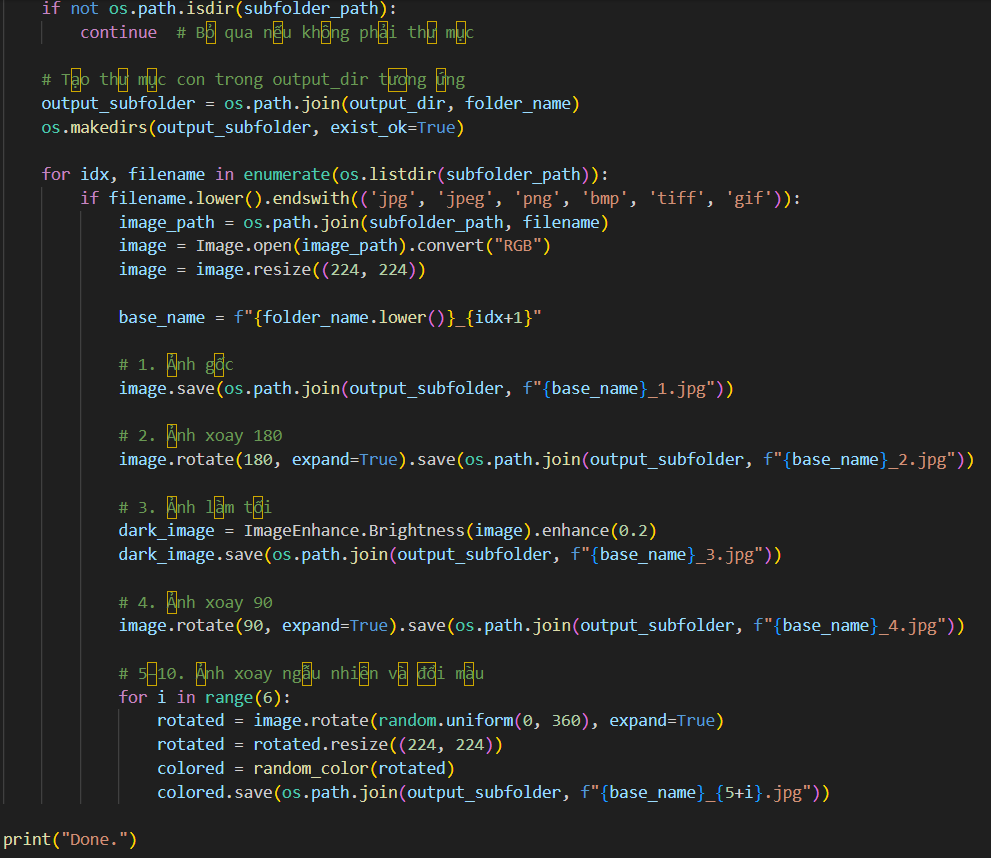 if not os.path.isdir(subfolder_path):
continue  # Bỏ qua nếu không phải thư mục
# Tạo thư mục con trong output_dir tương ứng
output_subfolder = os.path.join(output_dir, folder_name)
os.makedirs(output_subfolder, exist_ok=True)
for idx, filename in enumerate(os.listdir(subfolder_path)):
if filename.lower().endswith(('jpg', 'jpeg', 'png', 'bmp', 'tiff', 'gif')):
image_path = os.path.join(subfolder_path, filename)
image = Image.open(image_path).convert("RGB")
image = image.resize((224, 224))
base_name = f"{folder_name.lower()}_{idx+1}"
# 1. Ảnh gốc
image.save(os.path.join(output_subfolder, f"{base_name}_1.jpg"))
# 2. Ảnh xoay 180
image.rotate(180, expand=True).save(os.path.join(output_subfolder, f"{base_name}_2.jpg"))
# 3. Ảnh làm tối
dark_image = ImageEnhance.Brightness(image).enhance(0.2)
dark_image.save(os.path.join(output_subfolder, f"{base_name}_3.jpg"))
# 4. Ảnh xoay 90
image.rotate(90, expand=True).save(os.path.join(output_subfolder, f"{base_name}_4.jpg"))
# 5–10. Ảnh xoay ngẫu nhiên và đổi màu
for i in range(6):
rotated = image.rotate(random.uniform(0, 360), expand=True)
rotated = rotated.resize((224, 224))
colored = random_color(rotated)
colored.save(os.path.join(output_subfolder, f"{base_name}_{5+i}.jpg"))
print("Done.")